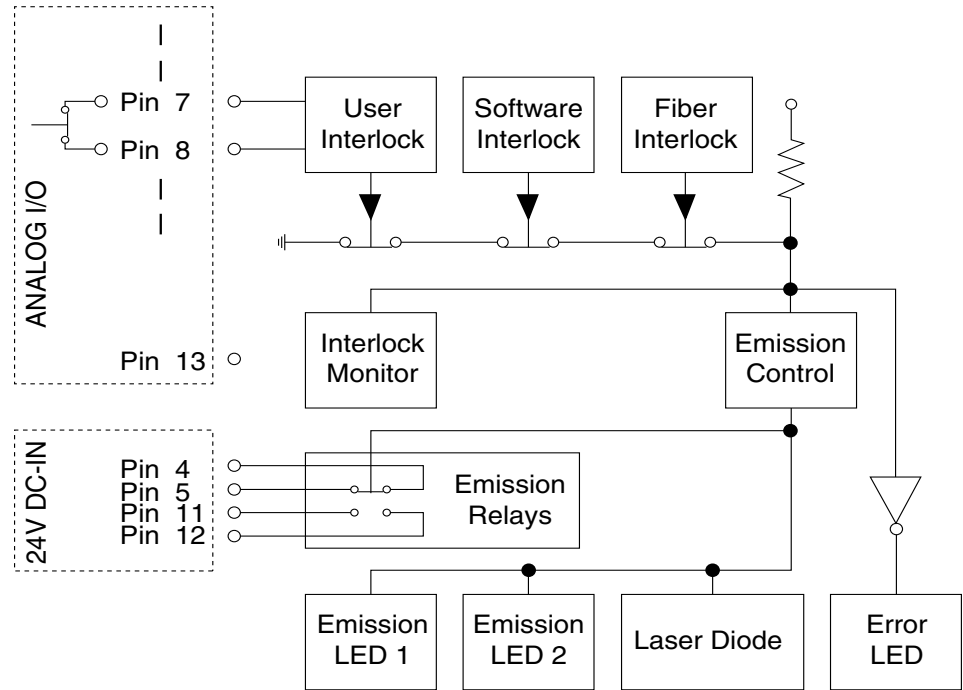 ANALOG I/O
Pin 7
Pin 8
Pin 13
User
Interlock
Software
Interlock
Fiber
Interlock
Interlock
Monitor
Emission
Control
24V DC-IN
Pin 4
Pin 5
Pin 11
Pin 12
Emission
Relays
Emission
LED 1
Emission
LED 2
Laser Diode
Error
LED